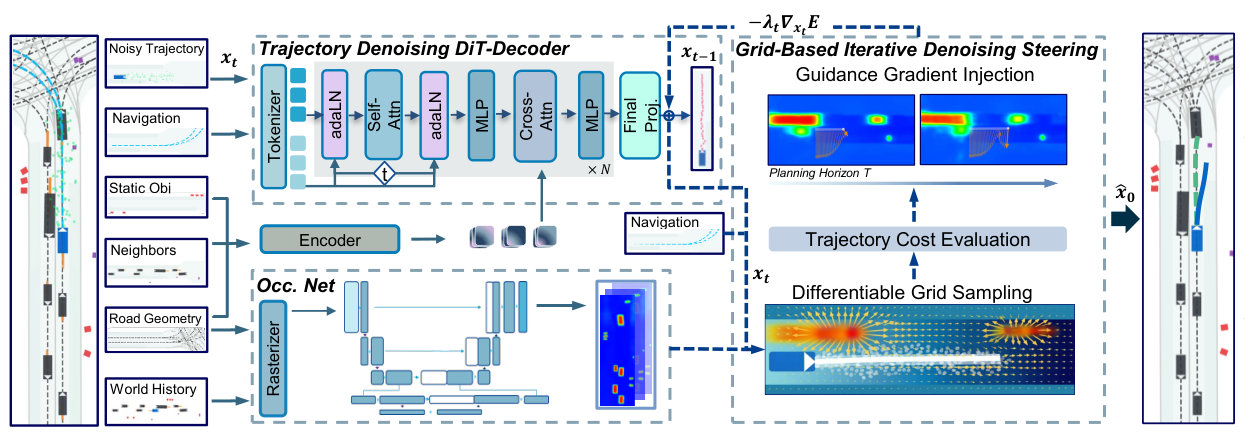 Noisy Trajectory
Navigation
Static Obj
Neighbors
Road Geometry
World History
x_t
Trajectory Denoising DiT-Decoder
Tokenizer
adaLN
Self-
Attn
adaLN
MLP
Cross-
Attn
MLP
× N
t
Final
Proj.
x_{t-1}
−λ_t∇_{x_t}E
Encoder
Navigation
Occ. Net
Rasterizer
x_t
Grid-Based Iterative Denoising Steering
Guidance Gradient Injection
Planning Horizon T
Trajectory Cost Evaluation
Differentiable Grid Sampling
x̂_0